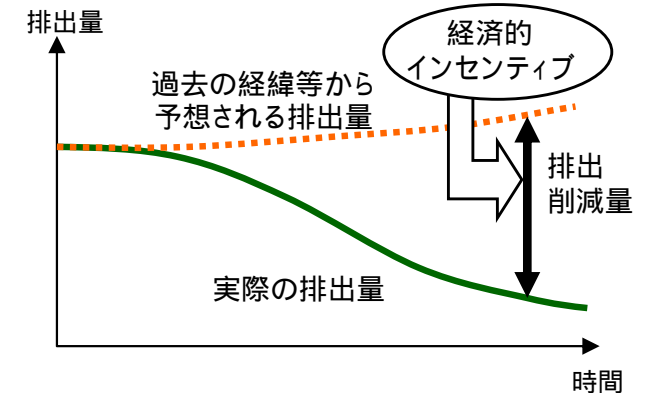 排出量
経済的
インセンティブ
過去の経緯等から
予想される排出量
排出
削減量
実際の排出量
時間